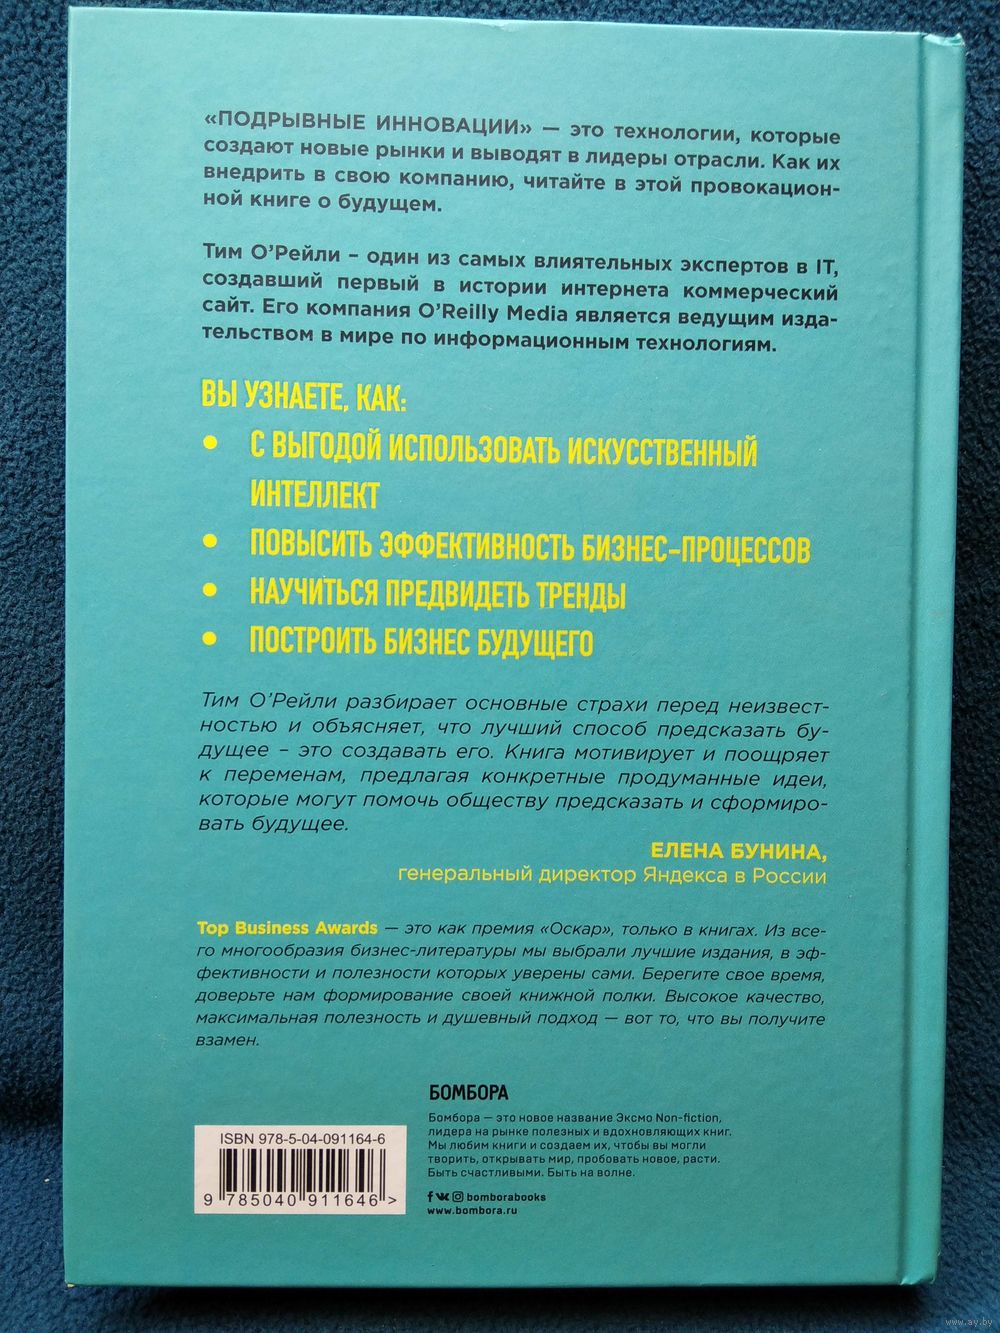 «ПОДРЫВНЫЕ ИННОВАЦИИ» — это технологии, которые
создают новые рынки и выводят в лидеры отрасли. Как их
внедрить в свою компанию, читайте в этой провокацион-
ной книге о будущем.
Тим О’Рейли – один из самых влиятельных экспертов в IT,
создавший первый в истории интернета коммерческий
сайт. Его компания O’Reilly Media является ведущим изда-
тельством в мире по информационным технологиям.
ВЫ УЗНАЕТЕ, КАК:
• С ВЫГОДОЙ ИСПОЛЬЗОВАТЬ ИСКУССТВЕННЫЙ
ИНТЕЛЛЕКТ
• ПОВЫСИТЬ ЭФФЕКТИВНОСТЬ БИЗНЕС-ПРОЦЕССОВ
• НАУЧИТЬСЯ ПРЕДВИДЕТЬ ТРЕНДЫ
• ПОСТРОИТЬ БИЗНЕС БУДУЩЕГО
Тим О’Рейли разбирает основные страхи перед неизвест-
ностью и объясняет, что лучший способ предсказать бу-
дущее – это создавать его. Книга мотивирует и поощряет
к переменам, предлагая конкретные продуманные идеи,
которые могут помочь обществу предсказать и сформиро-
вать будущее.
ЕЛЕНА БУНИНА,
генеральный директор Яндекса в России
Top Business Awards — это как премия «Оскар», только в книгах. Из все-
го многообразия бизнес-литературы мы выбрали лучшие издания, в эф-
фективности и полезности которых уверены сами. Берегите свое время,
доверьте нам формирование своей книжной полки. Высокое качество,
максимальная полезность и душевный подход — вот то, что вы получите
взамен.
БОМБОРА
Бомбора — это новое название Эксмо Non-fiction,
лидера на рынке полезных и вдохновляющих книг.
Мы любим книги и создаем их, чтобы вы могли
творить, открывать мир, пробовать новое, расти.
Быть счастливыми. Быть на волне.
bomborabooks
www.bombora.ru
ISBN 978-5-04-091164-6
9 785040 911646 >
www.ay.by